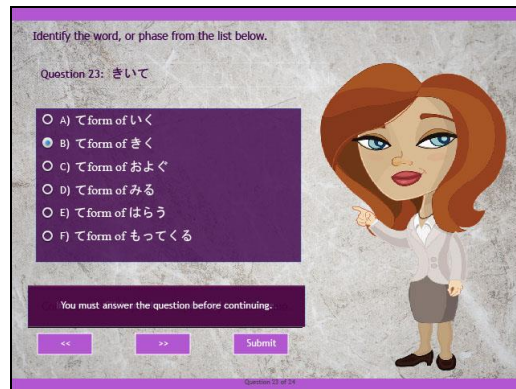 Identify the word, or phase from the list below.
Question 23: きいて
A) てform of いく
B) てform of きく
C) てform of およぐ
D) てform of みる
E) てform of はらう
F) てform of もってくる
You must answer the question before continuing.
<< >> Submit
Question 23 of 24